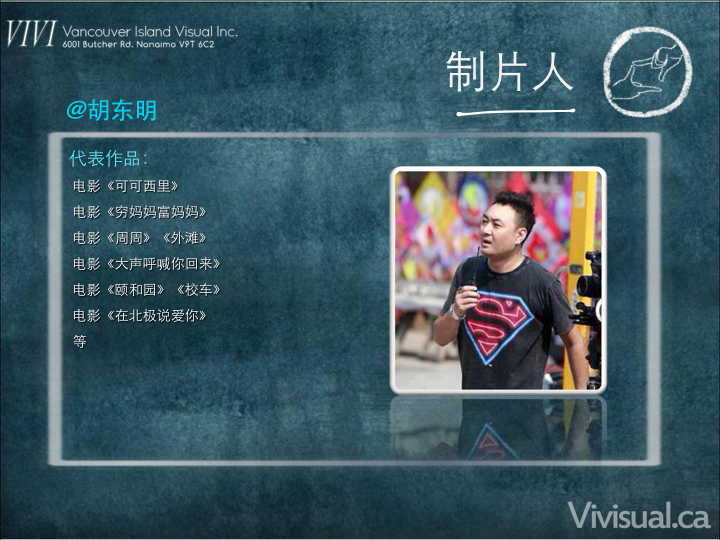 VIVI Vancouver Island Visual Inc.
6001 Butcher Rd. Nanaimo V9T 6C2
制片人
@胡东明
代表作品：
电影《可可西里》
电影《穷妈妈富妈妈》
电影《周周》《外滩》
电影《大声呼喊你回来》
电影《颐和园》《校车》
电影《在北极说爱你》
等
Vivisual.ca